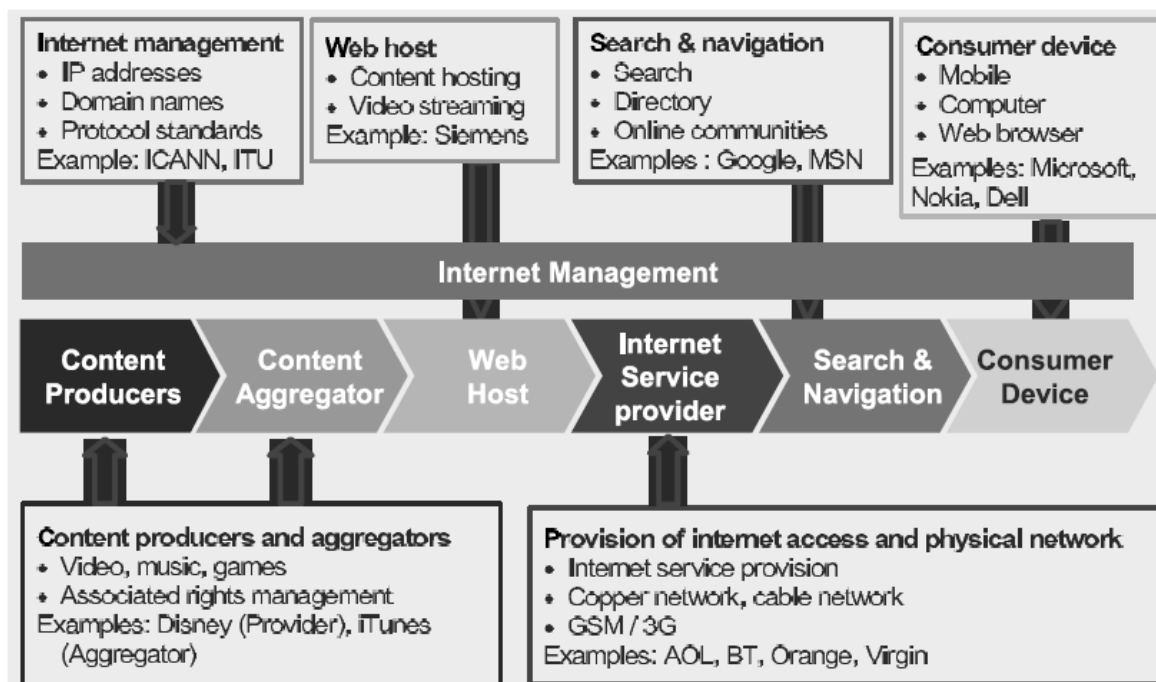 Internet management
• IP addresses
• Domain names
• Protocol standards
Example: ICANN, ITU
Web host
• Content hosting
• Video streaming
Example: Siemens
Search & navigation
• Search
• Directory
• Online communities
Examples : Google, MSN
Consumer device
• Mobile
• Computer
• Web browser
Examples: Microsoft,
Nokia, Dell
Internet Management
Content
Producers
Content
Aggregator
Web
Host
Internet
Service
provider
Search &
Navigation
Consumer
Device
Content producers and aggregators
• Video, music, games
• Associated rights management
Examples: Disney (Provider), iTunes
(Aggregator)
Provision of internet access and physical network
• Internet service provision
• Copper network, cable network
• GSM / 3G
Examples: AOL, BT, Orange, Virgin